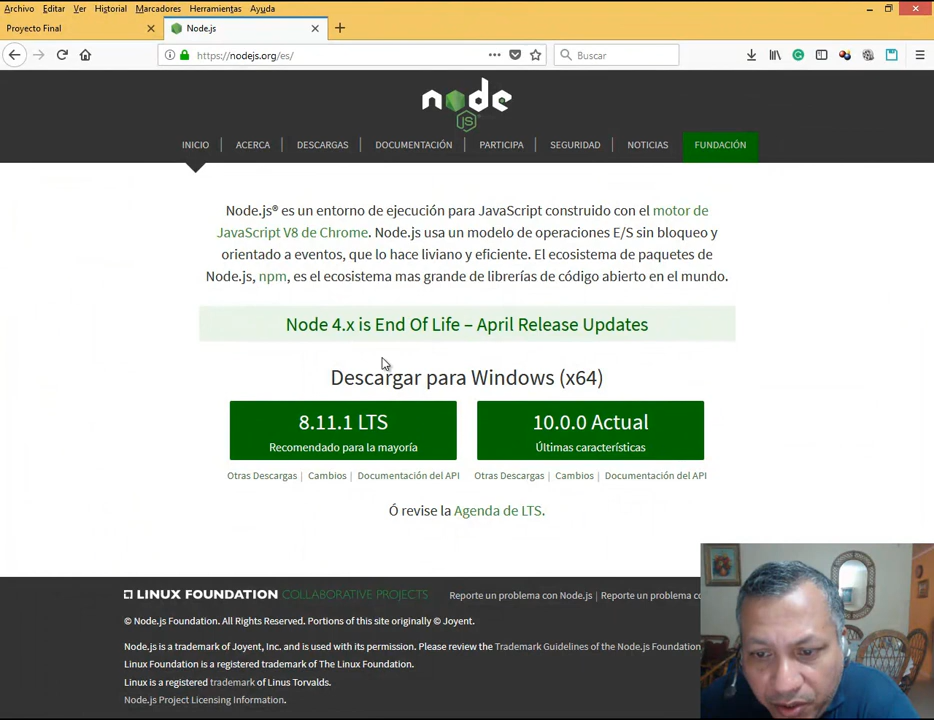 Archivo Editar Ver Historial Marcadores Herramientas Ayuda
Proyecto Final
Node.js
https://nodejs.org/es/
Buscar
node
JS
INICIO | ACERCA | DESCARGAS | DOCUMENTACIÓN | PARTICIPA | SEGURIDAD | NOTICIAS FUNDACIÓN
Node.js® es un entorno de ejecución para JavaScript construido con el motor de
JavaScript V8 de Chrome. Node.js usa un modelo de operaciones E/S sin bloqueo y
orientado a eventos, que lo hace liviano y eficiente. El ecosistema de paquetes de
Node.js, npm, es el ecosistema mas grande de librerías de código abierto en el mundo.
Node 4.x is End Of Life – April Release Updates
Descargar para Windows (x64)
8.11.1 LTS
Recomendado para la mayoría
10.0.0 Actual
Últimas características
Otras Descargas | Cambios | Documentación del API
Otras Descargas | Cambios | Documentación del API
Ó revise la Agenda de LTS.
LINUX FOUNDATION COLLABORATIVE PROJECTS
Reporte un problema con Node.js | Reporte un problema co
© Node.js Foundation. All Rights Reserved. Portions of this site originally © Joyent.
Node.js is a trademark of Joyent, Inc. and is used with its permission. Please review the Trademark Guidelines of the Node.js Foundation
Linux Foundation is a registered trademark of The Linux Foundation.
Linux is a registered trademark of Linus Torvalds.
Node.js Project Licensing Information.